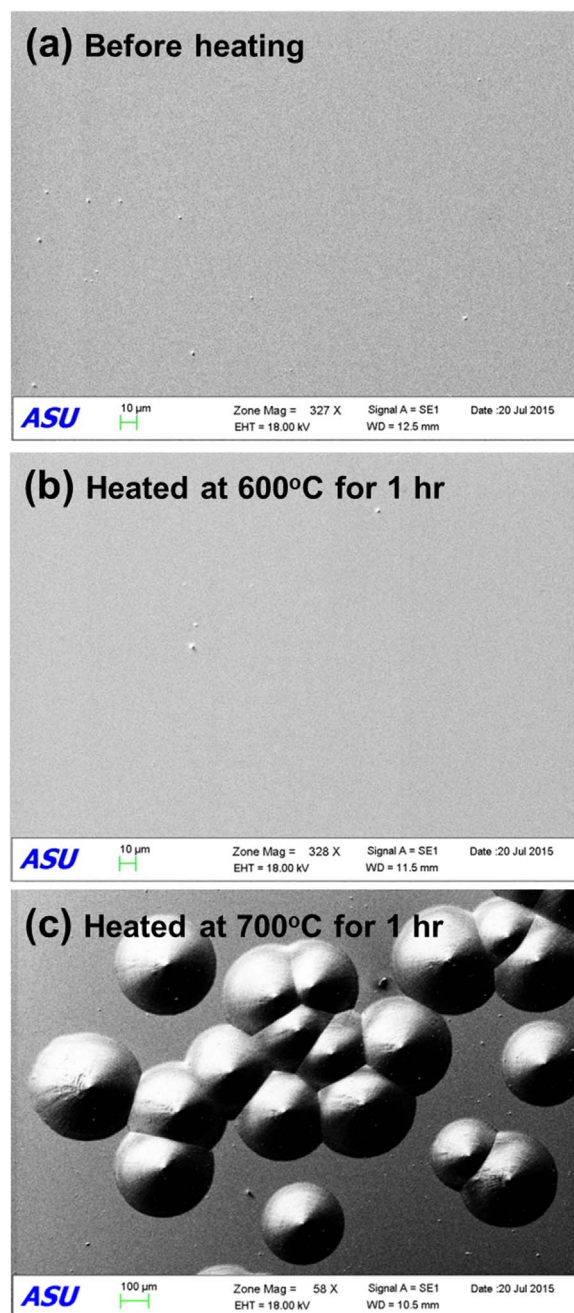 (a) Before heating
ASU 10 µm Zone Mag = 327 X Signal A = SE1 Date :20 Jul 2015
EHT = 18.00 kV WD = 12.5 mm
(b) Heated at 600°C for 1 hr
ASU 10 µm Zone Mag = 328 X Signal A = SE1 Date :20 Jul 2015
EHT = 18.00 kV WD = 11.5 mm
(c) Heated at 700°C for 1 hr
ASU 100 µm Zone Mag = 58 X Signal A = SE1 Date :20 Jul 2015
EHT = 18.00 kV WD = 10.5 mm